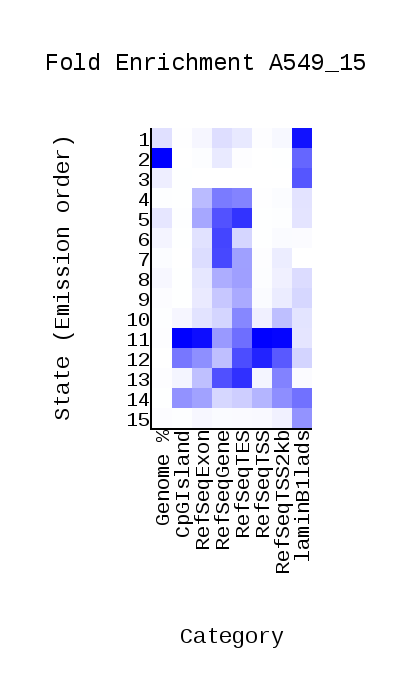 Fold Enrichment A549_15
State (Emission order)
1
2
3
4
5
6
7
8
9
10
11
12
13
14
15
Genome %
CpGIsland
RefSeqExon
RefSeqGene
RefSeqTES
RefSeqTSS
RefSeqTSS2kb
laminB1lads
Category